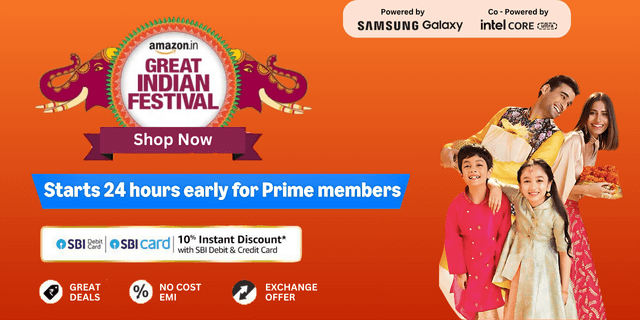 Powered by
SAMSUNG Galaxy
Co - Powered by
intel CORE
amazon.in
GREAT
INDIAN
FESTIVAL
Shop Now
Starts 24 hours early for Prime members
SBI Debit Card
SBI card
10% Instant Discount*
with SBI Debit & Credit Card
GREAT
DEALS
NO COST
EMI
EXCHANGE
OFFER